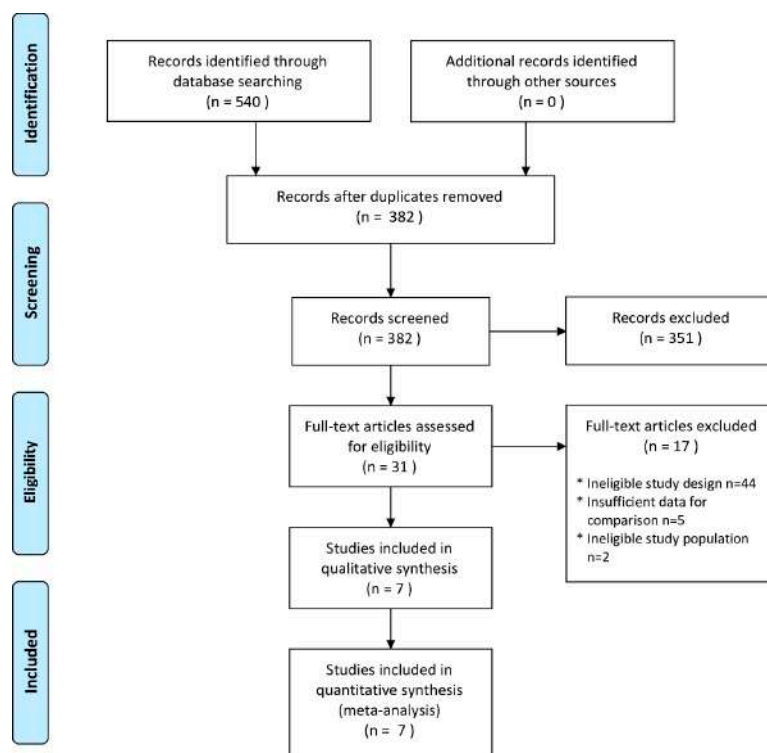 Identification
Records identified through
database searching
(n = 540 )
Additional records identified
through other sources
(n = 0 )
Records after duplicates removed
(n = 382 )
Screening
Records screened
(n = 382 )
Records excluded
(n = 351 )
Eligibility
Full-text articles assessed
for eligibility
(n = 31 )
Full-text articles excluded
(n = 17 )
* Ineligible study design n=44
* Insufficient data for
comparison n=5
* Ineligible study population
n=2
Studies included in
qualitative synthesis
(n = 7 )
Included
Studies included in
quantitative synthesis
(meta-analysis)
(n = 7 )